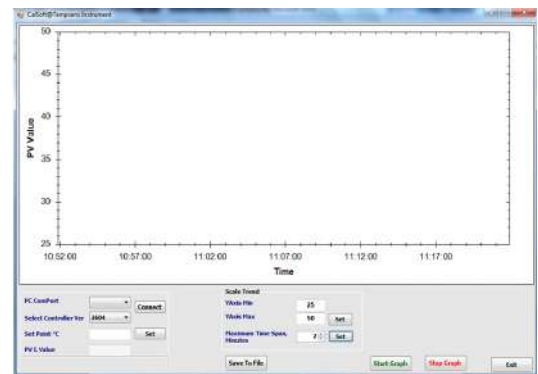 CalSoft@Tempsens Instrument
50
45
40
35
30
25
PV Value
10:52:00 10:57:00 11:02:00 11:07:00 11:12:00 11:17:00
Time
PC ComPort
Connect
Select Controller Ver 3604
Set Point °C
Set
PV 1 Value
Scale Trend
YAxis Min 25
YAxis Max 50 Set
Maximum Time Span, Minutes Set
Save To File
Start Graph
Stop Graph
Exit